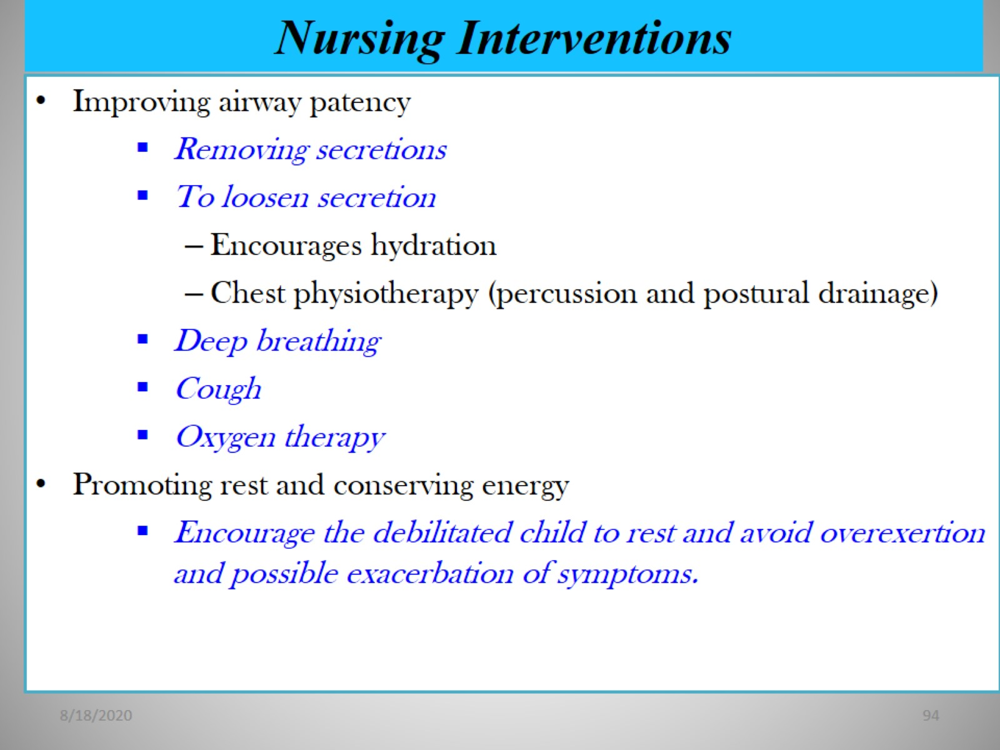 Nursing Interventions
• Improving airway patency
▪ Removing secretions
▪ To loosen secretion
– Encourages hydration
– Chest physiotherapy (percussion and postural drainage)
▪ Deep breathing
▪ Cough
▪ Oxygen therapy
• Promoting rest and conserving energy
▪ Encourage the debilitated child to rest and avoid overexertion
and possible exacerbation of symptoms.
8/18/2020
94